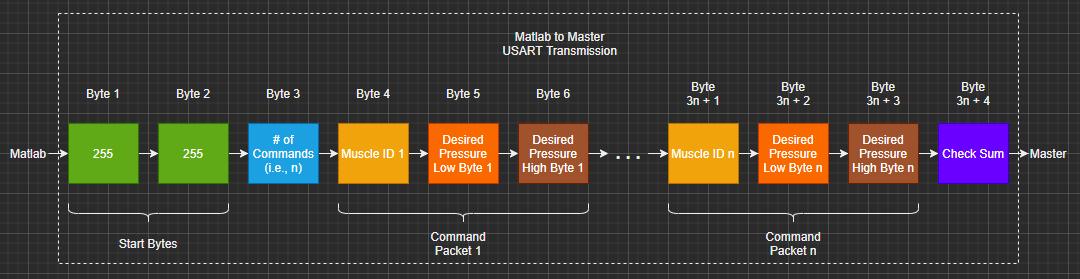 Matlab to Master
USART Transmission
Byte 1
Byte 2
Byte 3
Byte 4
Byte 5
Byte 6
Byte
3n + 1
Byte
3n + 2
Byte
3n + 3
Byte
3n + 4
Matlab
255
255
# of
Commands
(i.e., n)
Muscle ID 1
Desired
Pressure
Low Byte 1
Desired
Pressure
High Byte 1
. . .
Muscle ID n
Desired
Pressure
Low Byte n
Desired
Pressure
High Byte n
Check Sum
Master
Start Bytes
Command
Packet 1
Command
Packet n